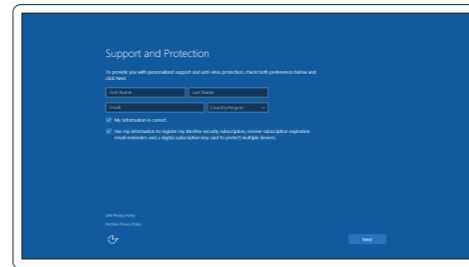 Support and Protection
To provide you with personalized support and anti-virus protection, check both preferences below and
click Next.
First Name
Last Name
Email
Country/Region
My information is correct.
Use my information to register my McAfee security subscription, receive subscription expiration
email reminders and a digital subscription key card to protect multiple devices.
Dell Privacy Policy
McAfee Privacy Policy
Next